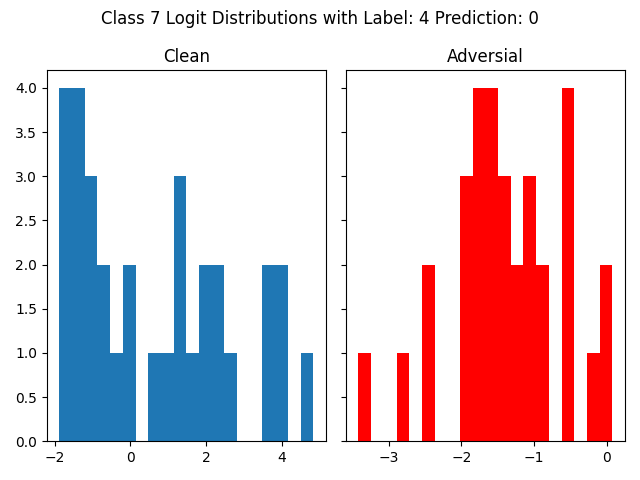 Class 7 Logit Distributions with Label: 4 Prediction: 0
Clean
Adversial
4.0
3.5
3.0
2.5
2.0
1.5
1.0
0.5
0.0
−2 0 2 4
−3 −2 −1 0